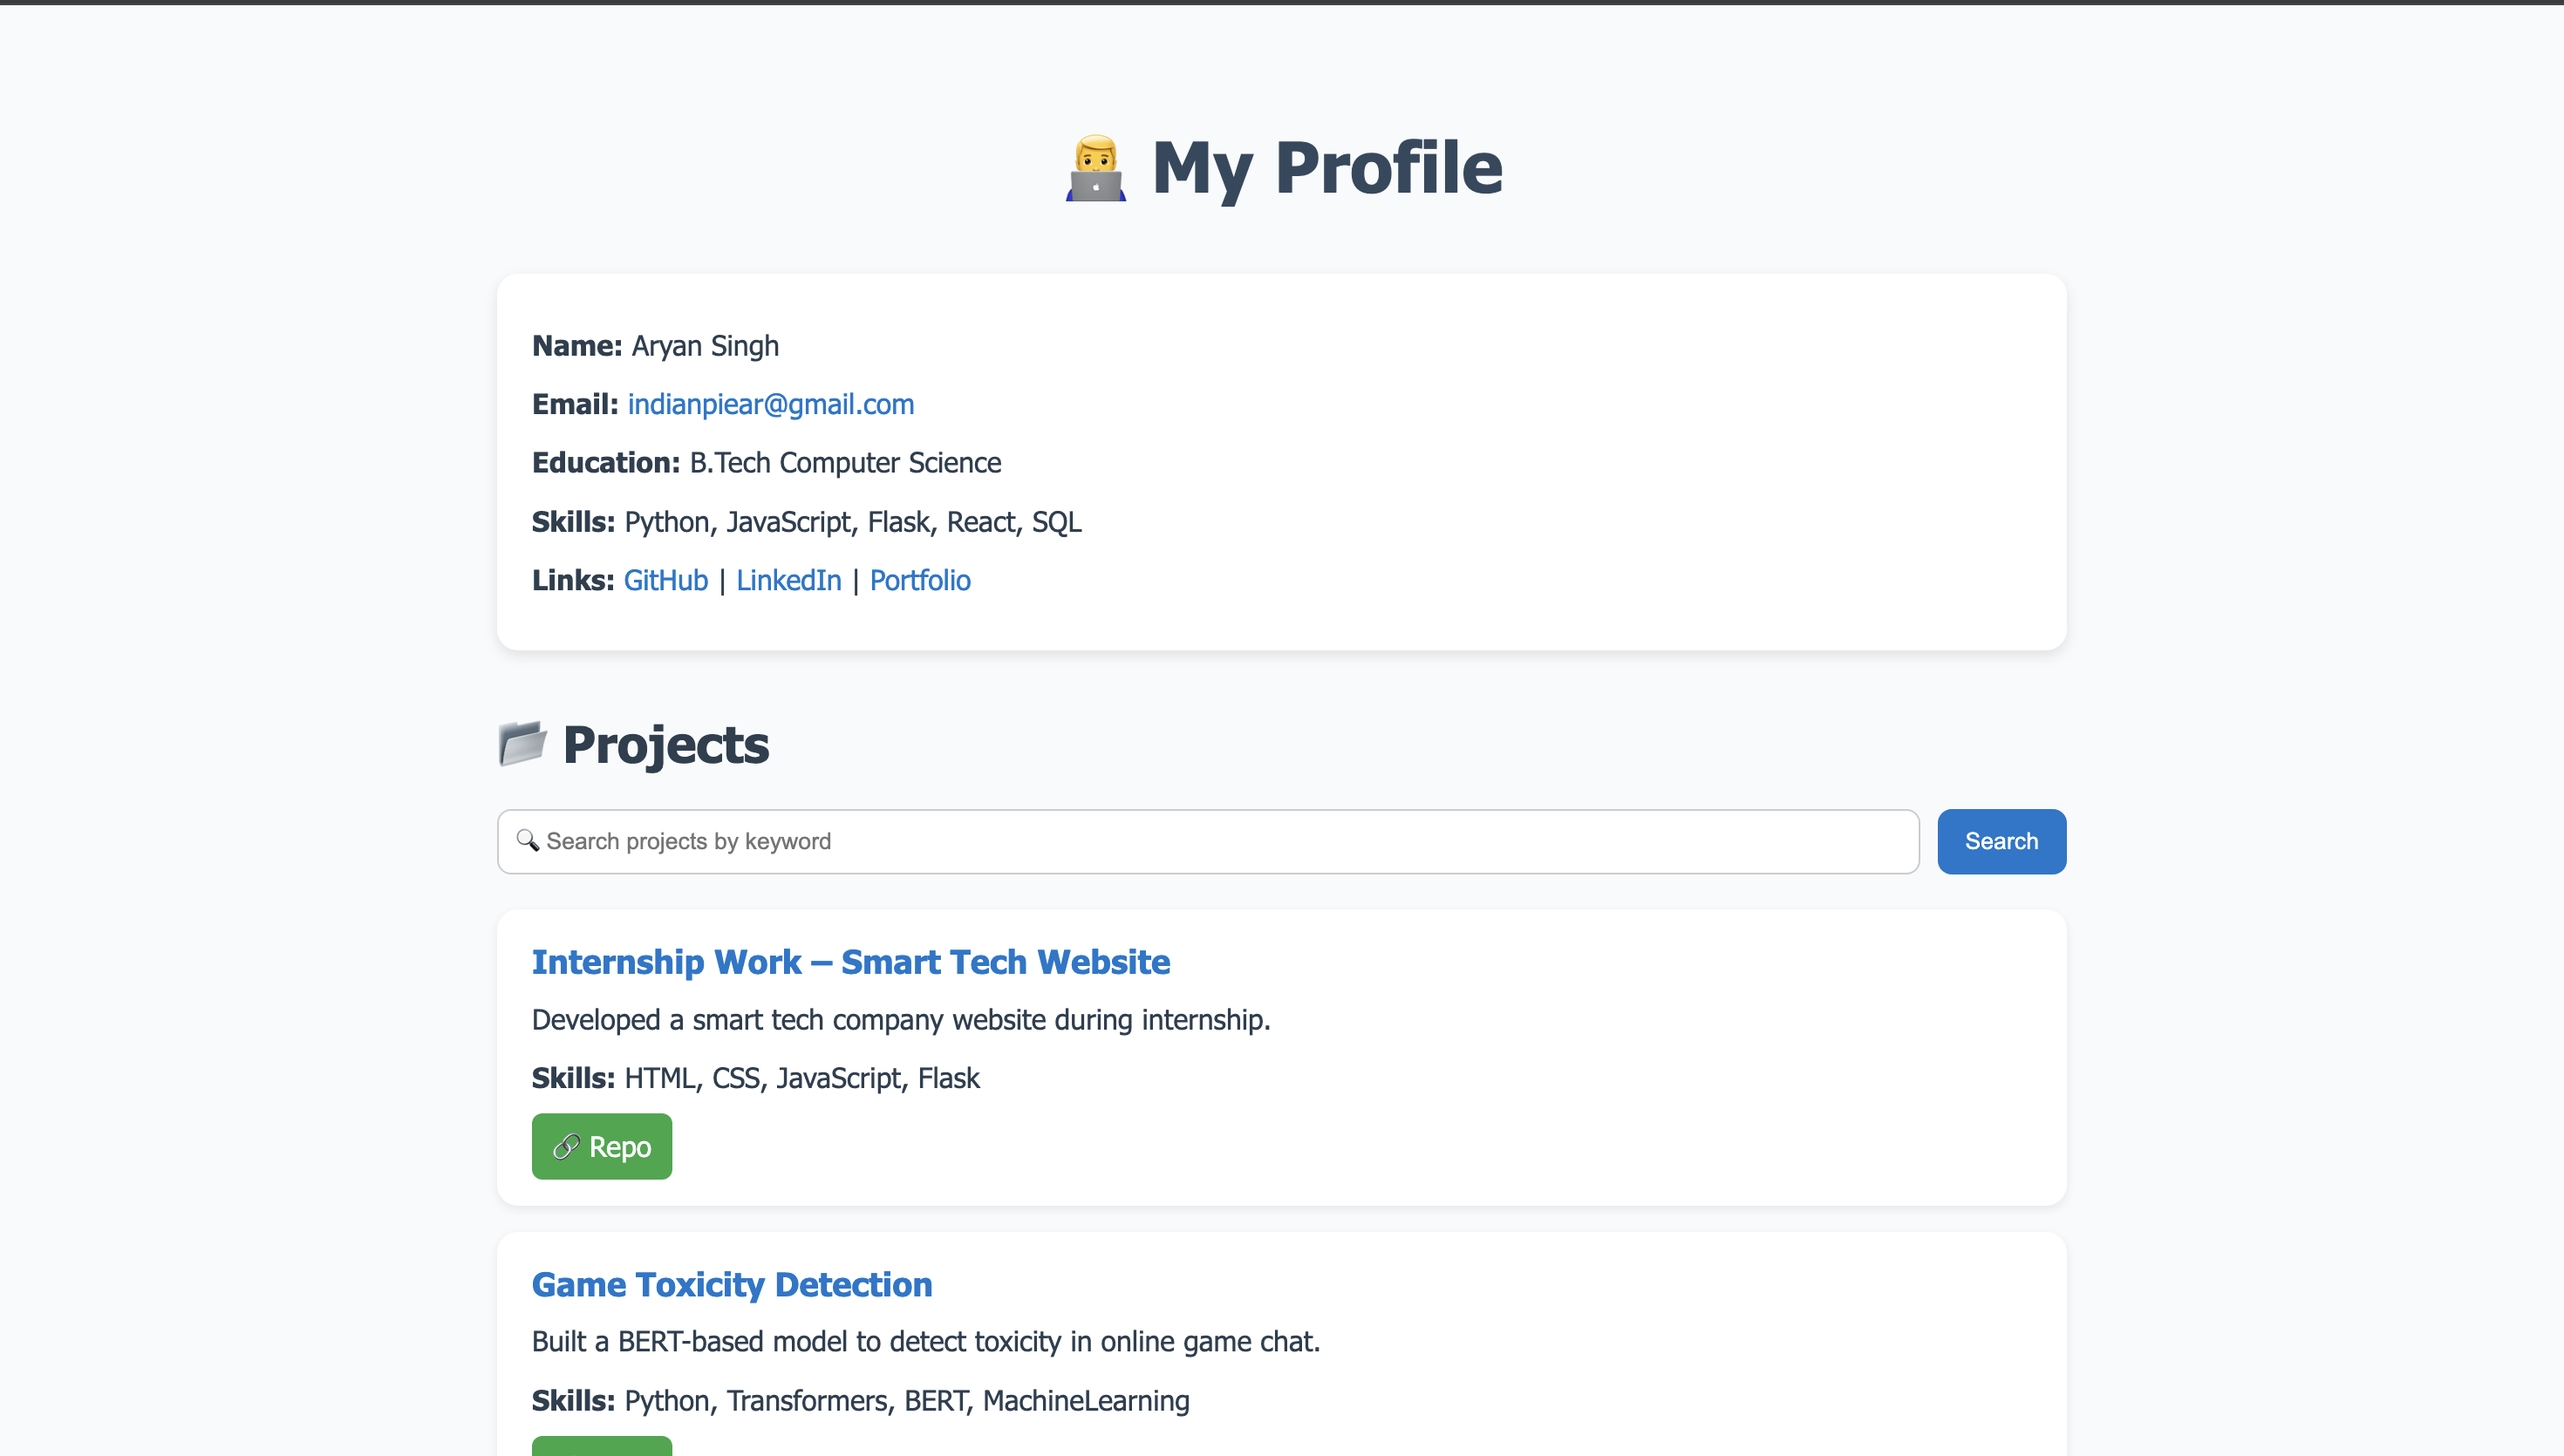 My Profile
Name: Aryan Singh
Email: indianpiear@gmail.com
Education: B.Tech Computer Science
Skills: Python, JavaScript, Flask, React, SQL
Links: GitHub | LinkedIn | Portfolio
Projects
Search projects by keyword
Search
Internship Work – Smart Tech Website
Developed a smart tech company website during internship.
Skills: HTML, CSS, JavaScript, Flask
Repo
Game Toxicity Detection
Built a BERT-based model to detect toxicity in online game chat.
Skills: Python, Transformers, BERT, MachineLearning